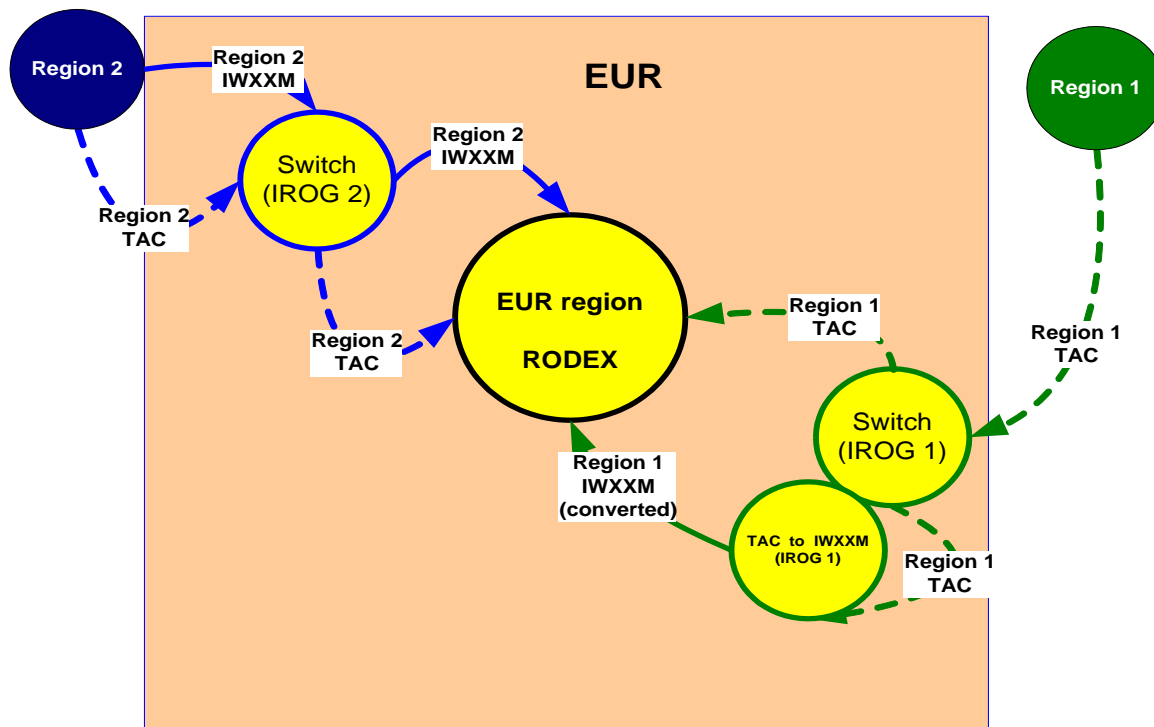 Region 2
Region 2
IWXXM
EUR
Region 1
Switch
(IROG 2)
Region 2
IWXXM
Region 2
TAC
Region 2
TAC
EUR region
RODEX
Region 1
TAC
Region 1
TAC
Switch
(IROG 1)
Region 1
IWXXM
(converted)
TAC to IWXXM
(IROG 1)
Region 1
TAC